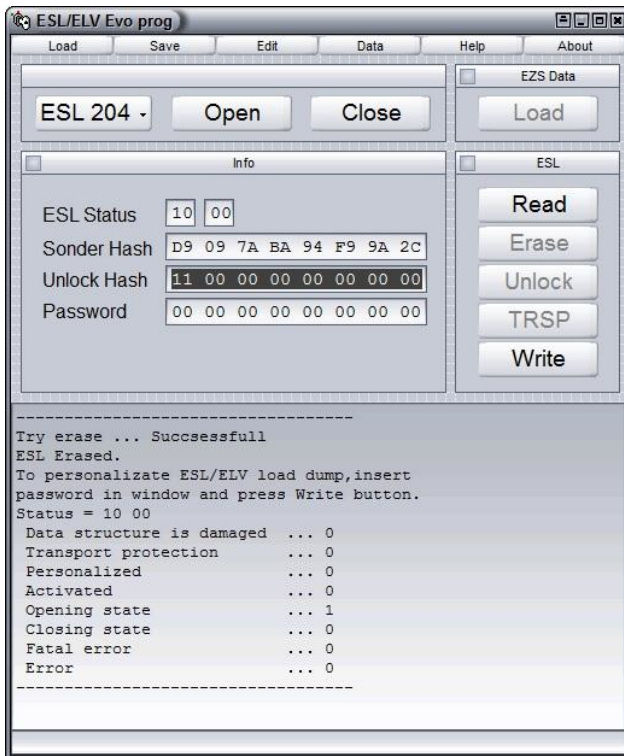 ESL/ELV Evo prog
Load Save Edit Data Help About
EZS Data
ESL 204 Open Close Load
Info ESL
Read
ESL Status 10 00
Erase
Sonder Hash D9 09 7A BA 94 F9 9A 2C
Unlock Hash 11 00 00 00 00 00 00 00
Unlock
Password 00 00 00 00 00 00 00 00
TRSP
Write
-----------------------------------
Try erase ... Succsessfull
ESL Erased.
To personalizate ESL/ELV load dump,insert
password in window and press Write button.
Status = 10 00
Data structure is damaged ... 0
Transport protection ... 0
Personalized ... 0
Activated ... 0
Opening state ... 1
Closing state ... 0
Fatal error ... 0
Error ... 0
-----------------------------------